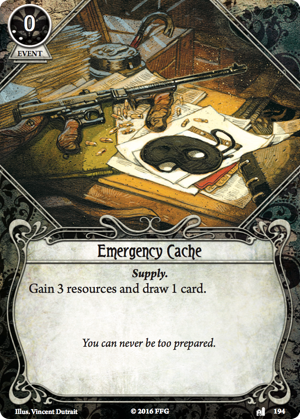 0
EVENT
Emergency Cache
Supply.
Gain 3 resources and draw 1 card.
You can never be too prepared.
Illus. Vincent Dutrait
© 2016 FFG
194